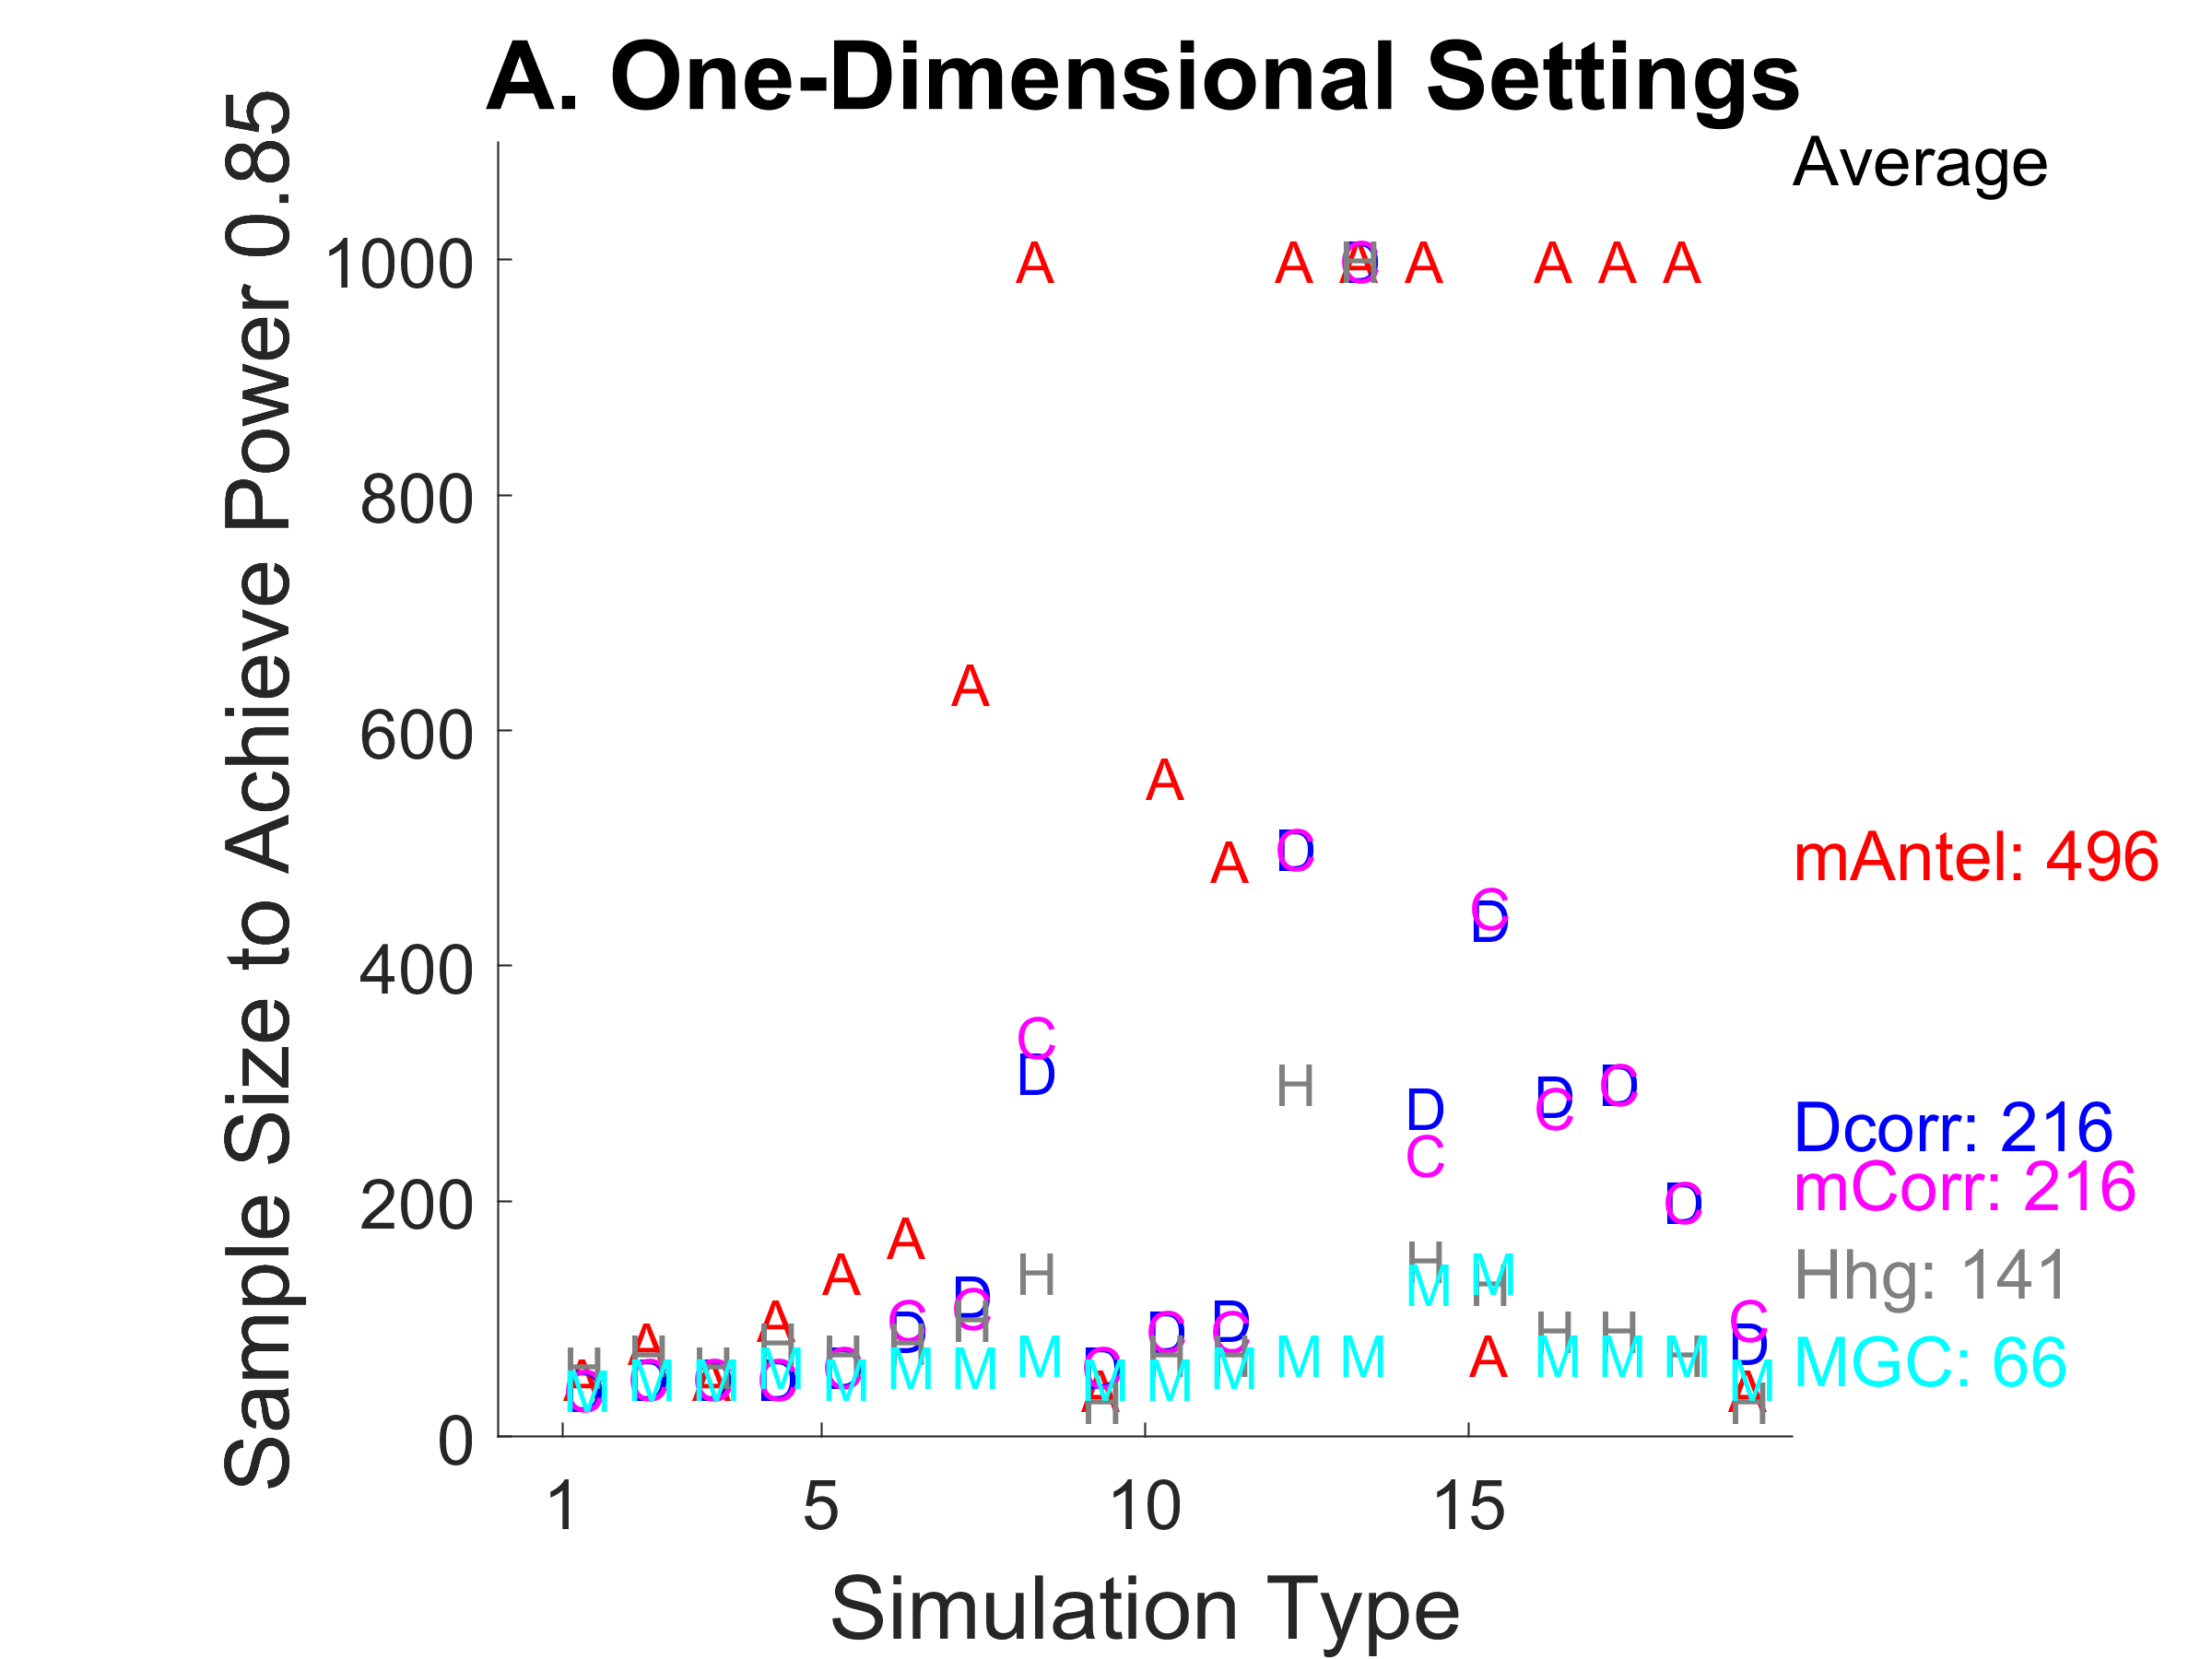 A. One-Dimensional Settings
Average
Sample Size to Achieve Power 0.85
1000
800
600
400
200
0
mAntel: 496
Dcorr: 216
mCorr: 216
Hhg: 141
MGC: 66
1 5 10 15
Simulation Type